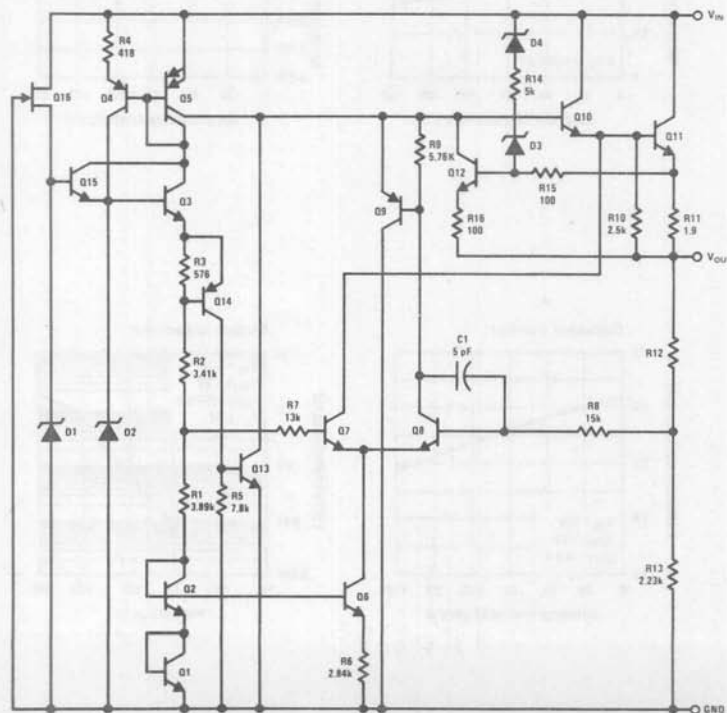 VIN
R4
418
D4
Q16
Q4
Q5
R14
5k
Q10
Q11
R9
5.76K
D3
Q12
Q15
Q3
Q9
R15
100
R16
100
R10
2.5k
R11
1.9
VOUT
R3
576
Q14
R2
3.41k
R12
C1
5 pF
R7
13k
R8
15k
D1
D2
Q7
Q8
Q13
R1
3.89k
R5
7.8k
Q2
Q6
R13
2.23k
Q1
R6
2.84k
GND